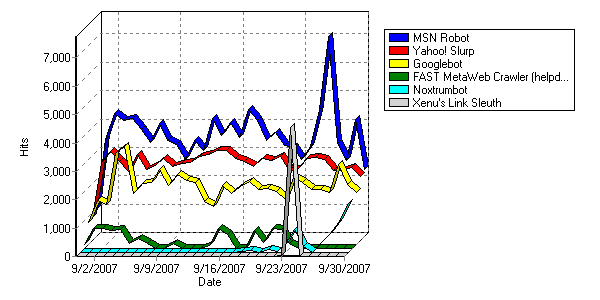 MSN Robot
Yahoo! Slurp
Googlebot
FAST MetaWeb Crawler (helpd...
Noxtrumbot
Xenu's Link Sleuth
7,000
6,000
5,000
4,000
3,000
2,000
1,000
0
Hits
9/2/2007 9/9/2007 9/16/2007 9/23/2007 9/30/2007
Date